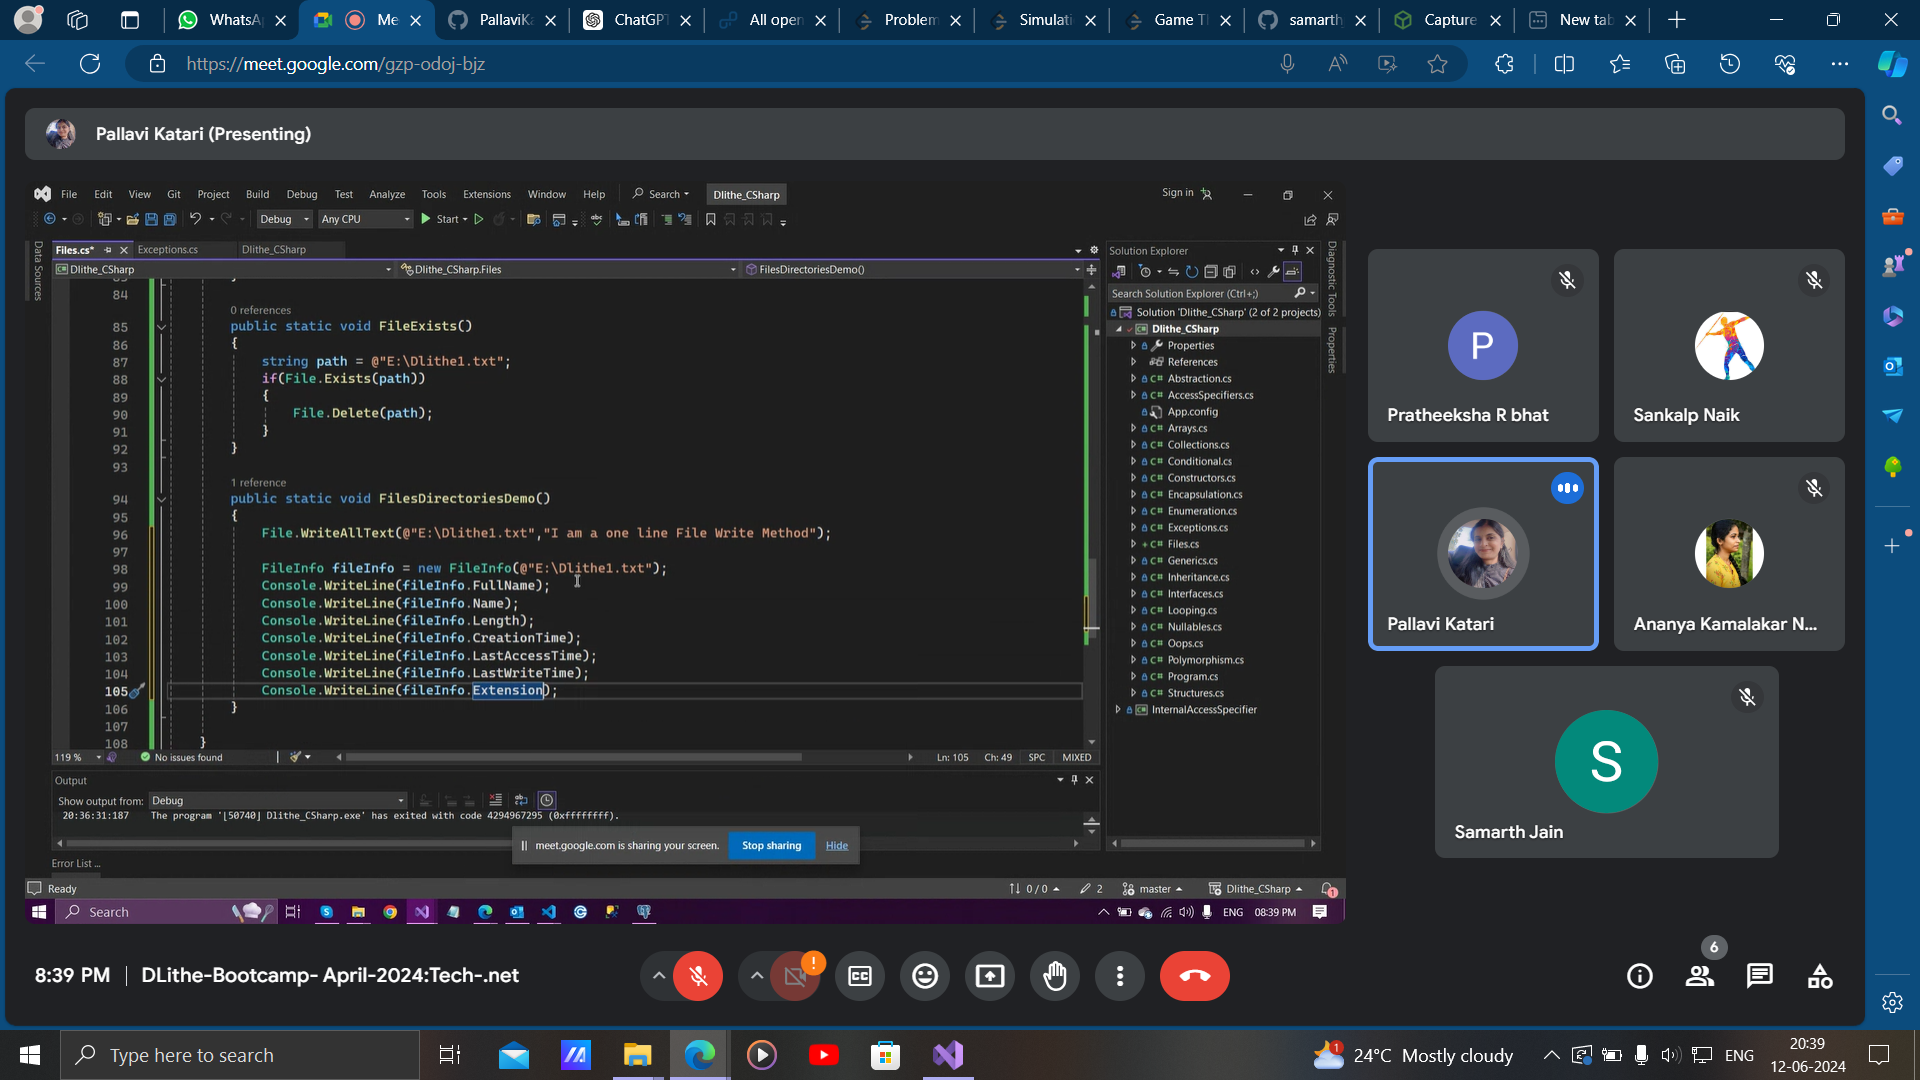 WhatsA
Me
PallaviKa
ChatGP
All open
Problem
Simulati
Game T
samarth
Capture
New tab
https://meet.google.com/gzp-odoj-bjz
Pallavi Katari (Presenting)
File Edit View Git Project Build Debug Test Analyze Tools Extensions Window Help Search Dlithe_CSharp Sign in
Debug Any CPU Start
Data Sources
Files.cs* Exceptions.cs Dlithe_CSharp
Dlithe_CSharp Dlithe_CSharp.Files FilesDirectoriesDemo()
84
0 references
85 public static void FileExists()
86 {
87 string path = @"E:\Dlithe1.txt";
88 if(File.Exists(path))
89 {
90 File.Delete(path);
91 }
92 }
93
1 reference
94 public static void FilesDirectoriesDemo()
95 {
96 File.WriteAllText(@"E:\Dlithe1.txt","I am a one line File Write Method");
97
98 FileInfo fileInfo = new FileInfo(@"E:\Dlithe1.txt");
99 Console.WriteLine(fileInfo.FullName);
100 Console.WriteLine(fileInfo.Name);
101 Console.WriteLine(fileInfo.Length);
102 Console.WriteLine(fileInfo.CreationTime);
103 Console.WriteLine(fileInfo.LastAccessTime);
104 Console.WriteLine(fileInfo.LastWriteTime);
105 Console.WriteLine(fileInfo.Extension);
106 }
107
108 }
119 % No issues found Ln: 105 Ch: 49 SPC MIXED
Output
Show output from: Debug
20:36:31:187 The program '[50740] Dlithe_CSharp.exe' has exited with code 4294967295 (0xffffffff).
meet.google.com is sharing your screen. Stop sharing Hide
Error List ...
Ready 0 / 0 2 master Dlithe_CSharp 1
Search ENG 08:39 PM
Solution Explorer
Search Solution Explorer (Ctrl+;)
Solution 'Dlithe_CSharp' (2 of 2 projects)
Dlithe_CSharp
Properties
References
C# Abstraction.cs
C# AccessSpecifiers.cs
App.config
C# Arrays.cs
C# Collections.cs
C# Conditional.cs
C# Constructors.cs
C# Encapsulation.cs
C# Enumeration.cs
C# Exceptions.cs
C# Files.cs
C# Generics.cs
C# Inheritance.cs
C# Interfaces.cs
C# Looping.cs
C# Nullables.cs
C# Oops.cs
C# Polymorphism.cs
C# Program.cs
C# Structures.cs
InternalAccessSpecifier
Diagnostic Tools
Properties
P
Pratheeksha R bhat
Sankalp Naik
Pallavi Katari
Ananya Kamalakar N...
S
Samarth Jain
8:39 PM DLithe-Bootcamp- April-2024:Tech-.net
!
CC
6
Type here to search
1
24°C Mostly cloudy
ENG
20:39
12-06-2024